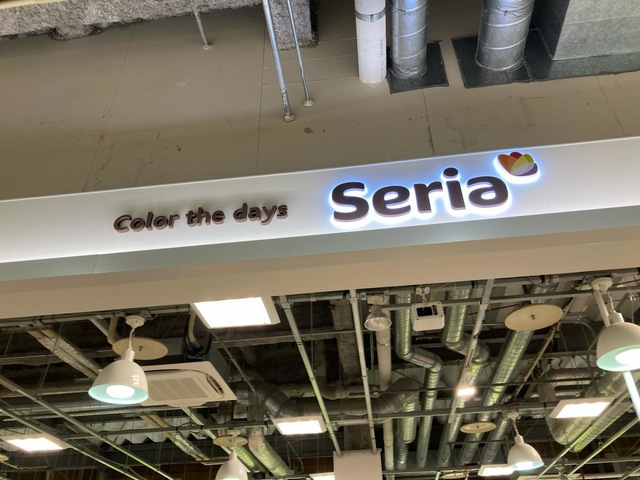 Color the days Seria